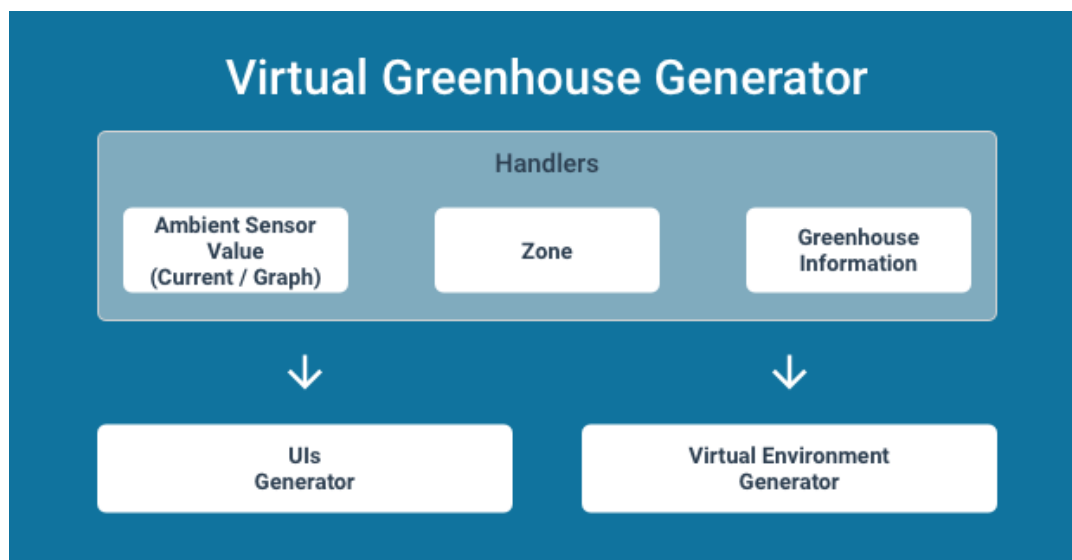 Virtual Greenhouse Generator
Handlers
Ambient Sensor
Value
(Current / Graph)
Zone
Greenhouse
Information
UIs
Generator
Virtual Environment
Generator